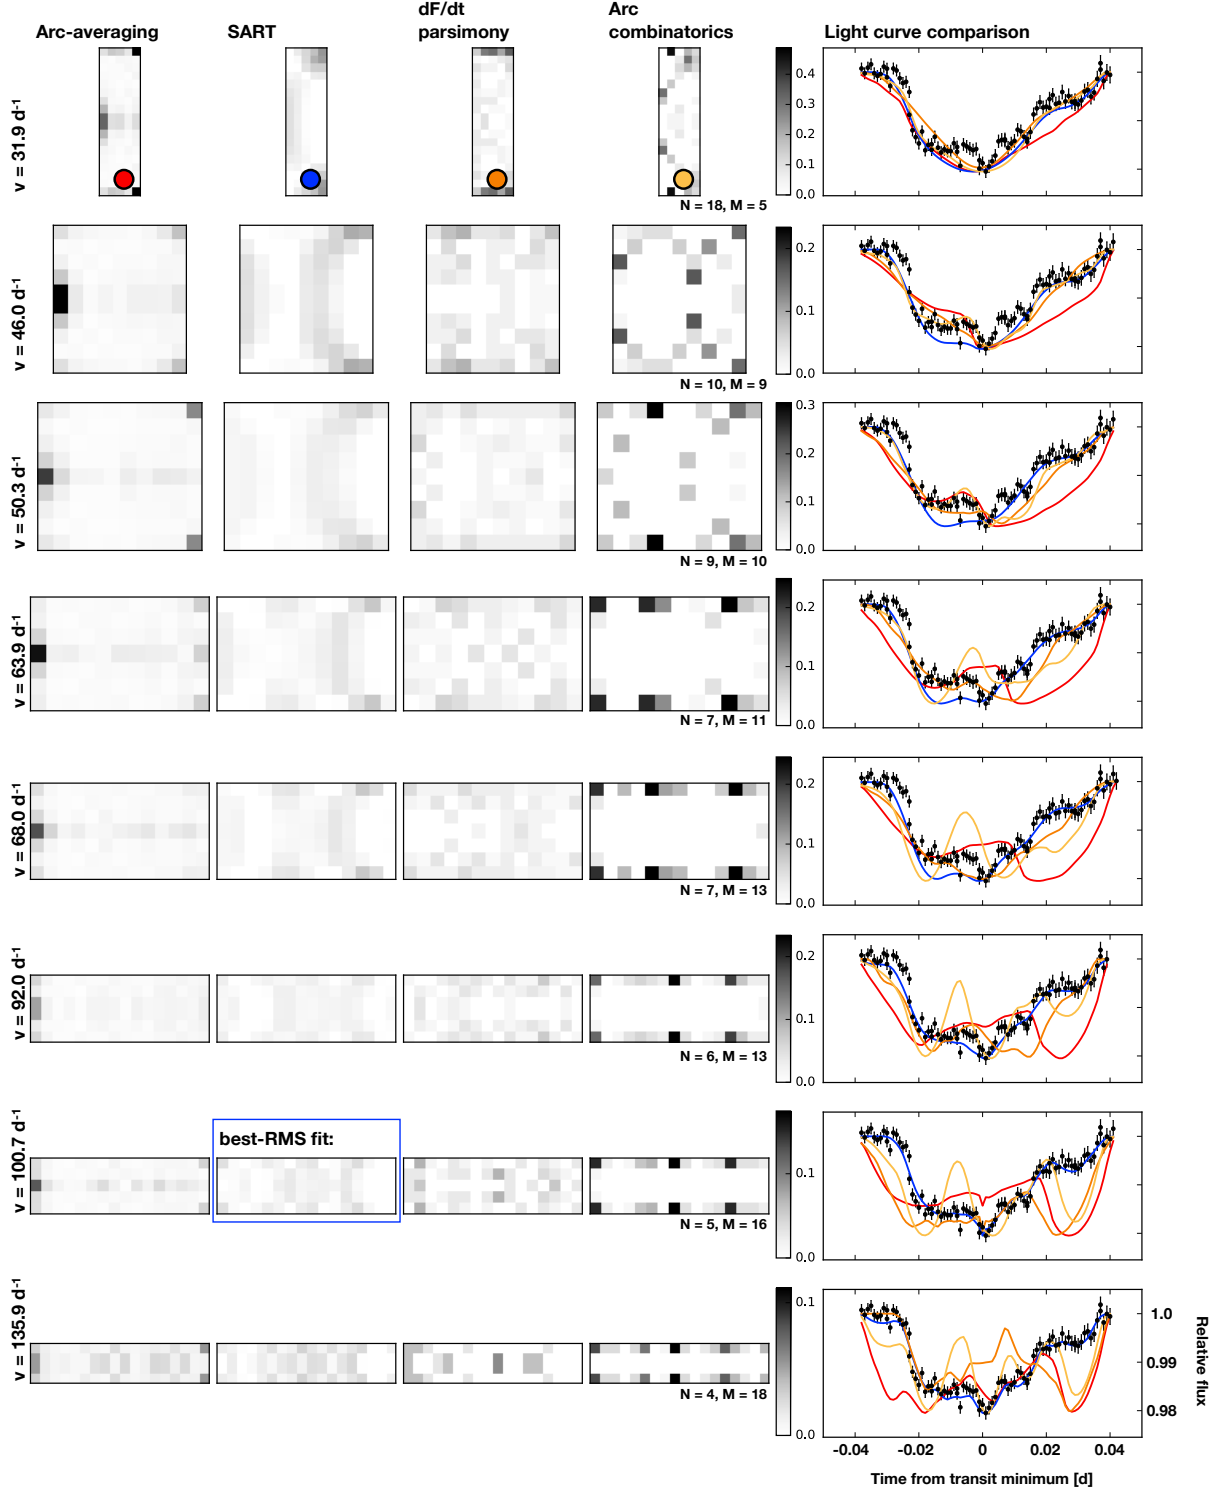 Arc-averaging
SART
dF/dt
parsimony
Arc
combinatorics
Light curve comparison
v = 31.9 d⁻¹
0.4
0.3
0.2
0.1
0.0
N = 18, M = 5
v = 46.0 d⁻¹
0.2
0.1
0.0
N = 10, M = 9
v = 50.3 d⁻¹
0.3
0.2
0.1
0.0
N = 9, M = 10
v = 63.9 d⁻¹
0.2
0.1
0.0
N = 7, M = 11
v = 68.0 d⁻¹
0.2
0.1
0.0
N = 7, M = 13
v = 92.0 d⁻¹
0.2
0.1
0.0
N = 6, M = 13
v = 100.7 d⁻¹
best-RMS fit:
0.1
0.0
N = 5, M = 16
v = 135.9 d⁻¹
0.1
0.0
N = 4, M = 18
1.0
0.99
0.98
Relative flux
-0.04
-0.02
0
0.02
0.04
Time from transit minimum [d]